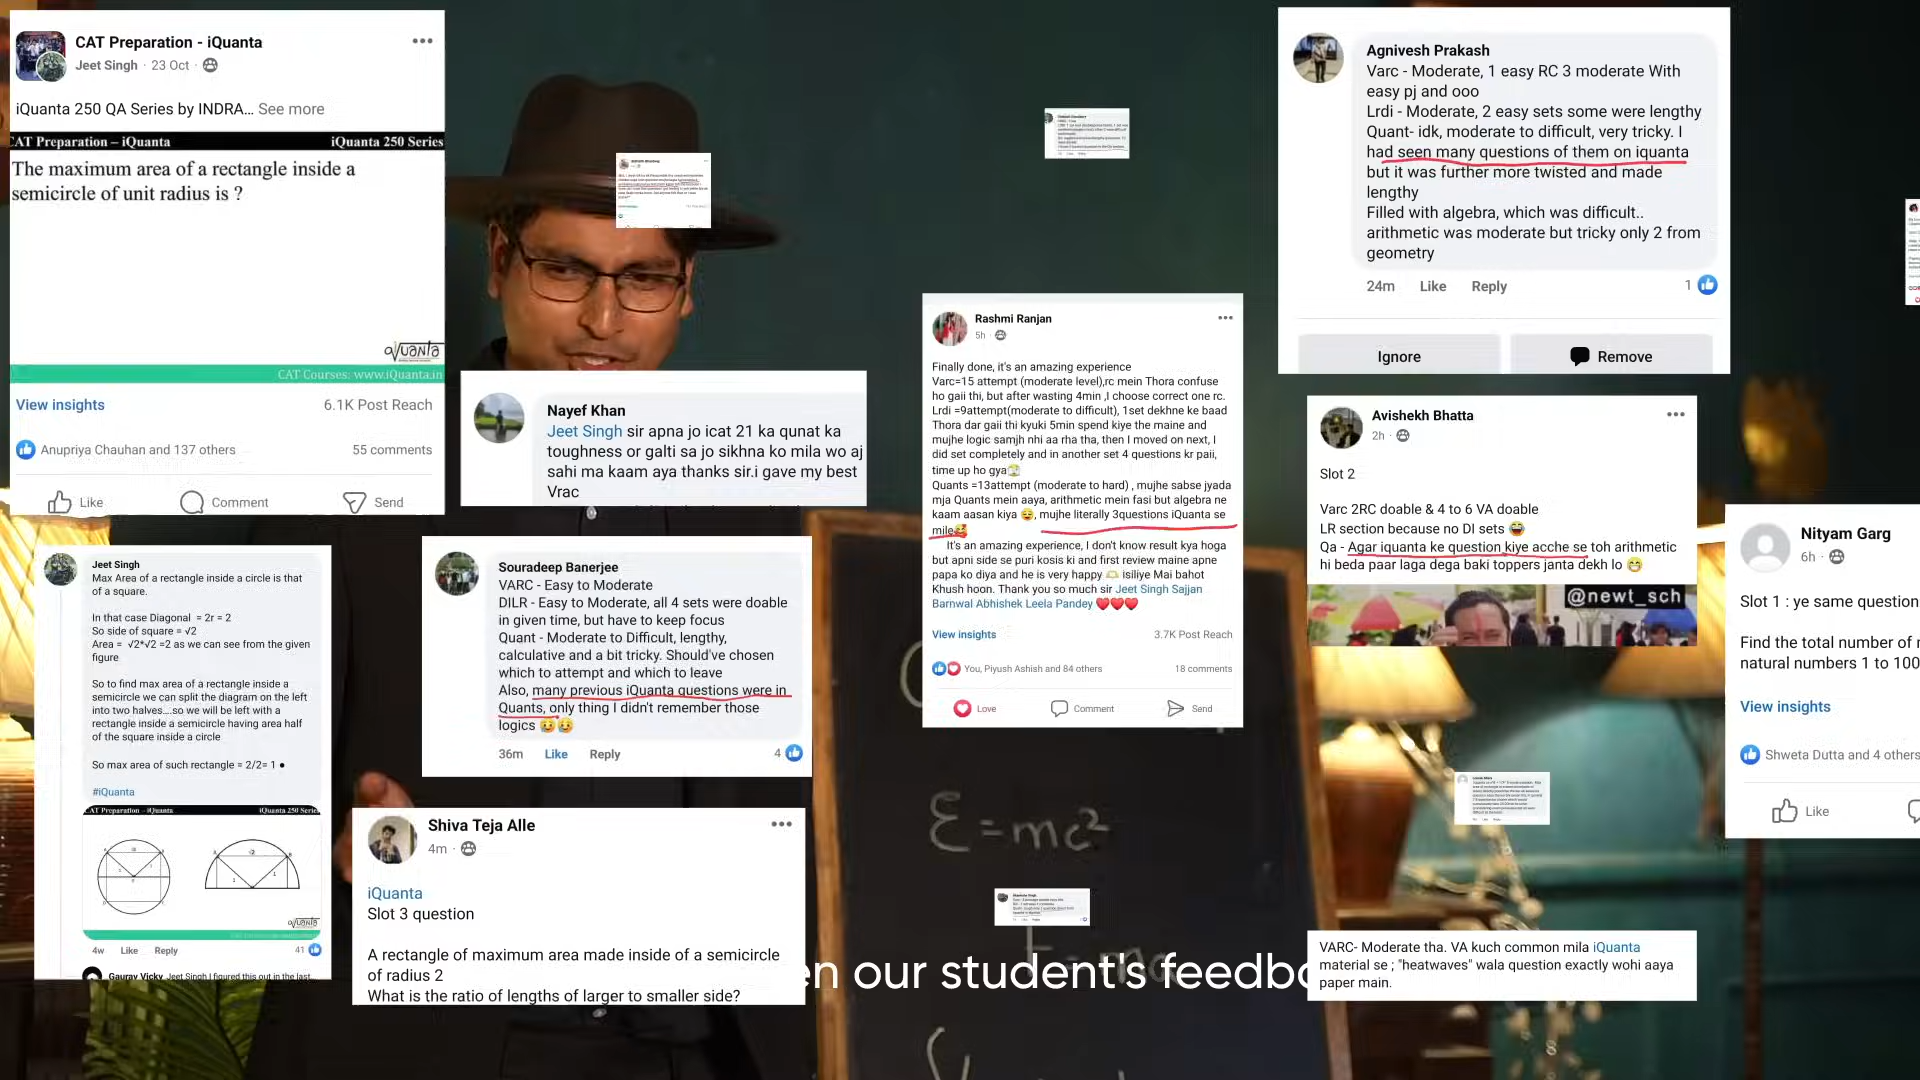 CAT Preparation - iQuanta
Jeet Singh · 23 Oct ·
iQuanta 250 QA Series by INDRA... See more
CAT Preparation – iQuanta
iQuanta 250 Series
The maximum area of a rectangle inside a
semicircle of unit radius is ?
CAT Courses: www.iQuanta.in
View insights
6.1K Post Reach
Anupriya Chauhan and 137 others
55 comments
Like
Comment
Send
Jeet Singh
Max Area of a rectangle inside a circle is that
of a square.
In that case Diagonal = 2r = 2
So side of square = √2
Area = √2*√2 =2 as we can see from the given
figure
So to find max area of a rectangle inside a
semicircle we can split the diagram on the left
into two halves....so we will be left with a
rectangle inside a semicircle having area half
of the square inside a circle
So max area of such rectangle = 2/2= 1 ●
#iQuanta
CAT Preparation – iQuanta
iQuanta 250 Series
4w Like Reply
41
Gaurav Vicky Jeet Singh I figured this out in the last...
Nayef Khan
Jeet Singh sir apna jo icat 21 ka qunat ka
toughness or galti sa jo sikhna ko mila wo aj
sahi ma kaam aya thanks sir.i gave my best
Vrac
Souradeep Banerjee
VARC - Easy to Moderate
DILR - Easy to Moderate, all 4 sets were doable
in given time, but have to keep focus
Quant - Moderate to Difficult, lengthy,
calculative and a bit tricky. Should've chosen
which to attempt and which to leave
Also, many previous iQuanta questions were in
Quants, only thing I didn't remember those
logics 😢😢
36m Like Reply
4
Shiva Teja Alle
4m ·
iQuanta
Slot 3 question
A rectangle of maximum area made inside of a semicircle
of radius 2
What is the ratio of lengths of larger to smaller side?
Rashmi Ranjan
5h ·
Finally done, it's an amazing experience
Varc=15 attempt (moderate level),rc mein Thora confuse
ho gaii thi, but after wasting 4min ,I choose correct one rc.
Lrdi =9attempt(moderate to difficult), 1set dekhne ke baad
Thora dar gaii thi kyuki 5min spend kiye the maine and
mujhe logic samjh nhi aa rha tha, then I moved on next, I
did set completely and in another set 4 questions kr paii,
time up ho gya
Quants =13attempt (moderate to hard) , mujhe sabse jyada
mja Quants mein aaya, arithmetic mein fasi but algebra ne
kaam aasan kiya 😅, mujhe literally 3questions iQuanta se
mile🥰
It's an amazing experience, I don't know result kya hoga
but apni side se puri kosis ki and first review maine apne
papa ko diya and he is very happy 🫶 isiliye Mai bahot
Khush hoon. Thank you so much sir Jeet Singh Sajjan
Barnwal Abhishek Leela Pandey ❤❤❤
View insights
3.7K Post Reach
You, Piyush Ashish and 84 others
18 comments
Love
Comment
Send
Agnivesh Prakash
Varc - Moderate, 1 easy RC 3 moderate With
easy pj and ooo
Lrdi - Moderate, 2 easy sets some were lengthy
Quant- idk, moderate to difficult, very tricky. I
had seen many questions of them on iquanta
but it was further more twisted and made
lengthy
Filled with algebra, which was difficult..
arithmetic was moderate but tricky only 2 from
geometry
24m Like Reply
1
Ignore
Remove
Avishekh Bhatta
2h ·
Slot 2
Varc 2RC doable & 4 to 6 VA doable
LR section because no DI sets 😂
Qa - Agar iquanta ke question kiye acche se toh arithmetic
hi beda paar laga dega baki toppers janta dekh lo 😁
@newt_sch
Nityam Garg
6h ·
Slot 1 : ye same question
Find the total number of
natural numbers 1 to 100
View insights
Shweta Dutta and 4 others
Like
VARC- Moderate tha. VA kuch common mila iQuanta
material se ; "heatwaves" wala question exactly wohi aaya
paper main.
E=mc²
en our student's feedba